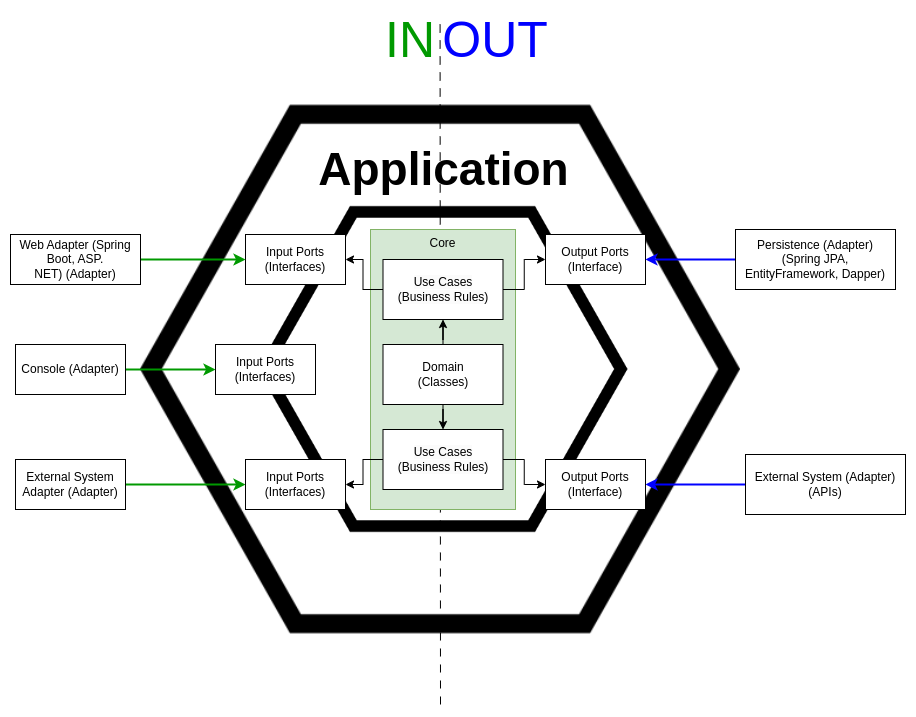 IN OUT
Application
Core
Web Adapter (Spring
Boot, ASP.
NET) (Adapter)
Input Ports
(Interfaces)
Use Cases
(Business Rules)
Output Ports
(Interface)
Persistence (Adapter)
(Spring JPA,
EntityFramework, Dapper)
Console (Adapter)
Input Ports
(Interfaces)
Domain
(Classes)
External System
Adapter (Adapter)
Input Ports
(Interfaces)
Use Cases
(Business Rules)
Output Ports
(Interface)
External System (Adapter)
(APIs)